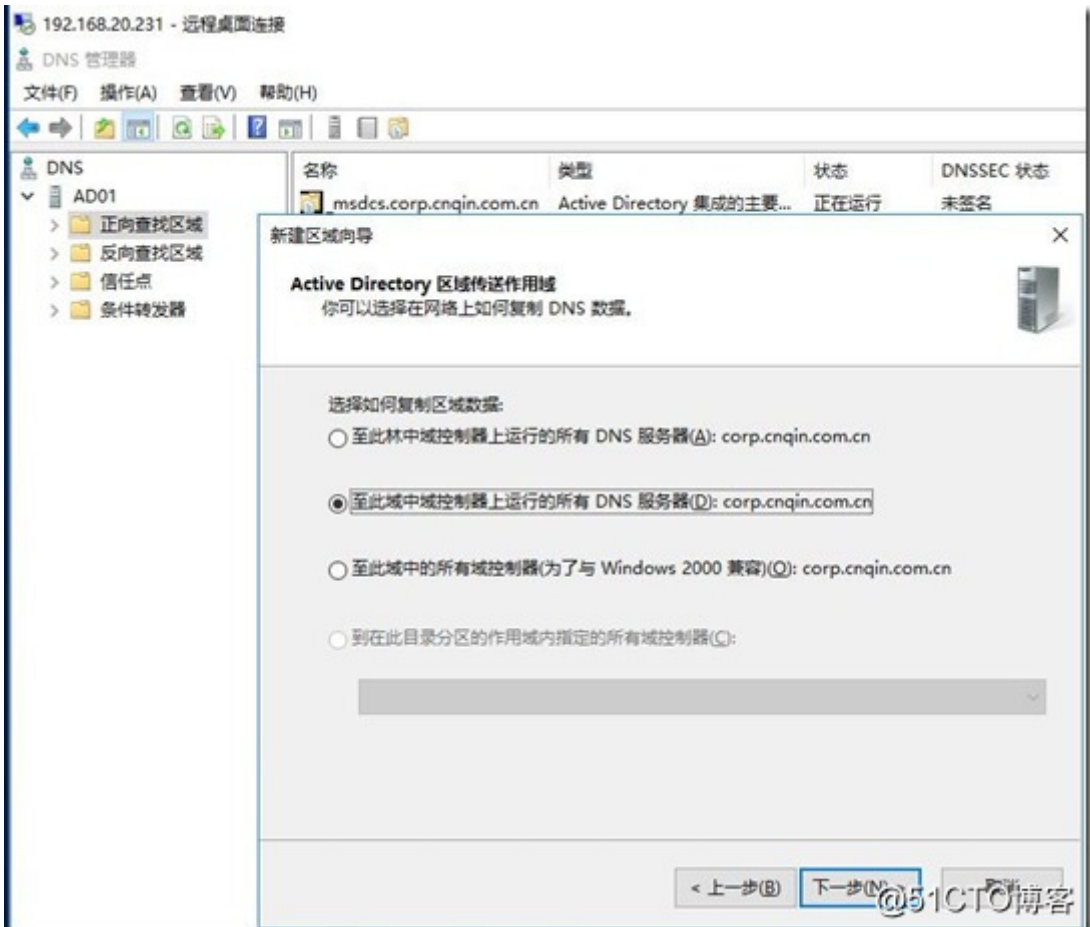 192.168.20.231 - 远程桌面连接
DNS 管理器
文件(F) 操作(A) 查看(V) 帮助(H)
DNS
AD01
正向查找区域
反向查找区域
信任点
条件转发器
名称 类型 状态 DNSSEC 状态
_msdcs.corp.cnqin.com.cn Active Directory 集成的主要... 正在运行 未签名
新建区域向导
Active Directory 区域传送作用域
你可以选择在网络上如何复制 DNS 数据。
选择如何复制区域数据:
至此林中域控制器上运行的所有 DNS 服务器(A): corp.cnqin.com.cn
至此域中域控制器上运行的所有 DNS 服务器(D): corp.cnqin.com.cn
至此域中的所有域控制器(为了与 Windows 2000 兼容)(O): corp.cnqin.com.cn
到在此目录分区的作用域内指定的所有域控制器(C):
< 上一步(B) 下一步(N) 取消
@51CTO博客